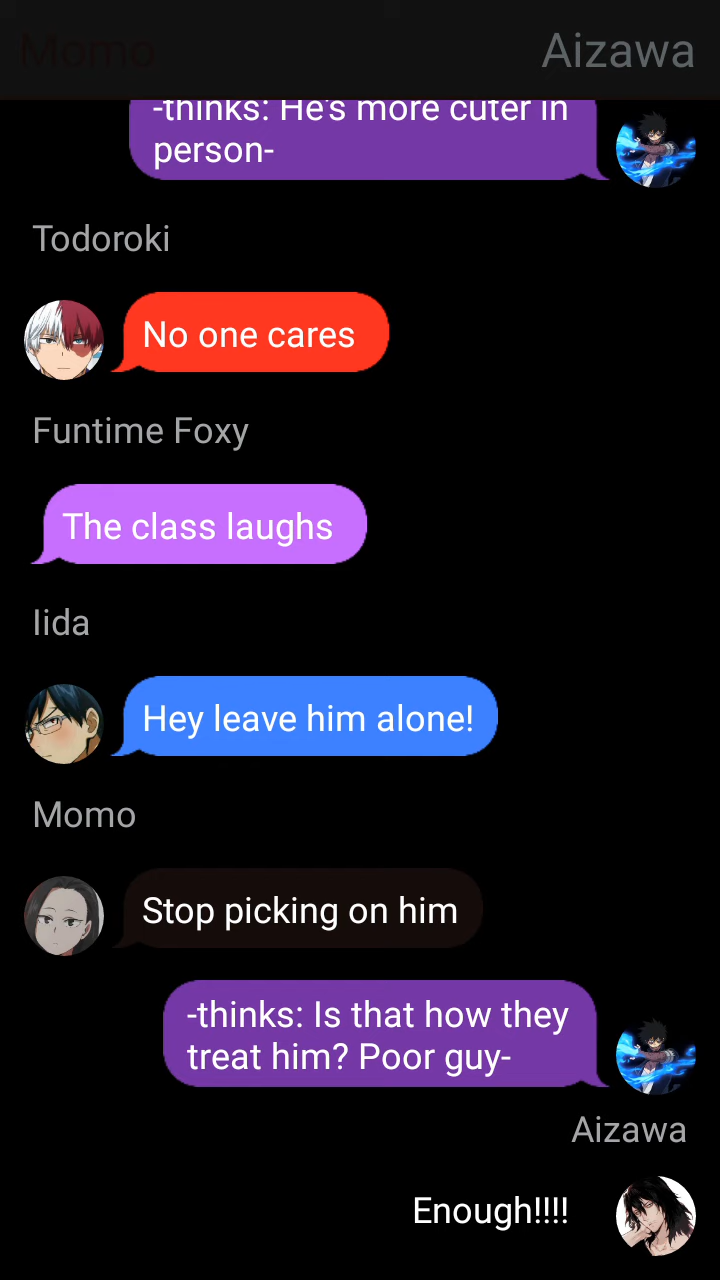 Momo
Aizawa
-thinks: He's more cuter in
person-
Todoroki
No one cares
Funtime Foxy
The class laughs
Iida
Hey leave him alone!
Momo
Stop picking on him
-thinks: Is that how they
treat him? Poor guy-
Aizawa
Enough!!!!